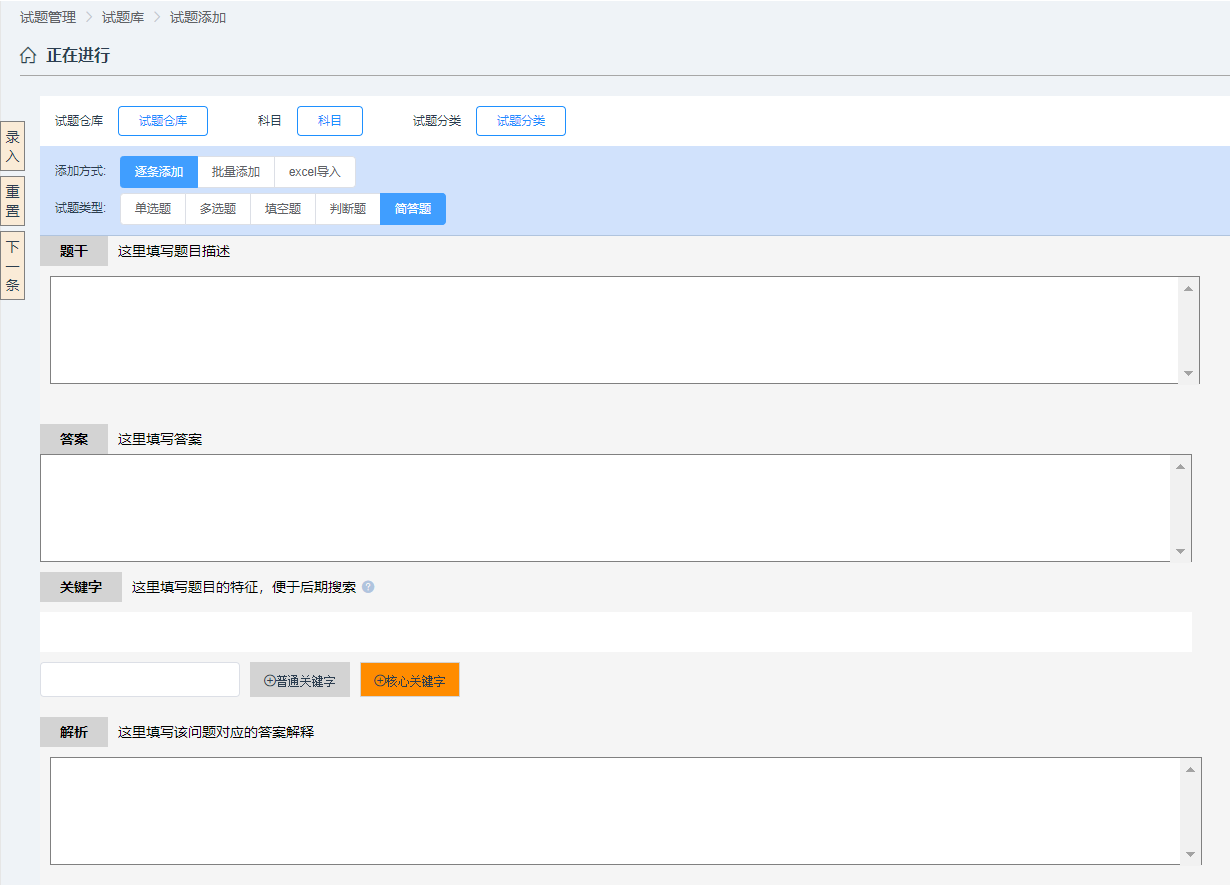 试题管理 > 试题库 > 试题添加
正在进行
录入
重置
下一条
试题仓库 试题仓库 科目 科目 试题分类 试题分类
添加方式: 逐条添加 批量添加 excel导入
试题类型: 单选题 多选题 填空题 判断题 简答题
题干 这里填写题目描述
答案 这里填写答案
关键字 这里填写题目的特征，便于后期搜索 ?
⊕普通关键字 ⊕核心关键字
解析 这里填写该问题对应的答案解释